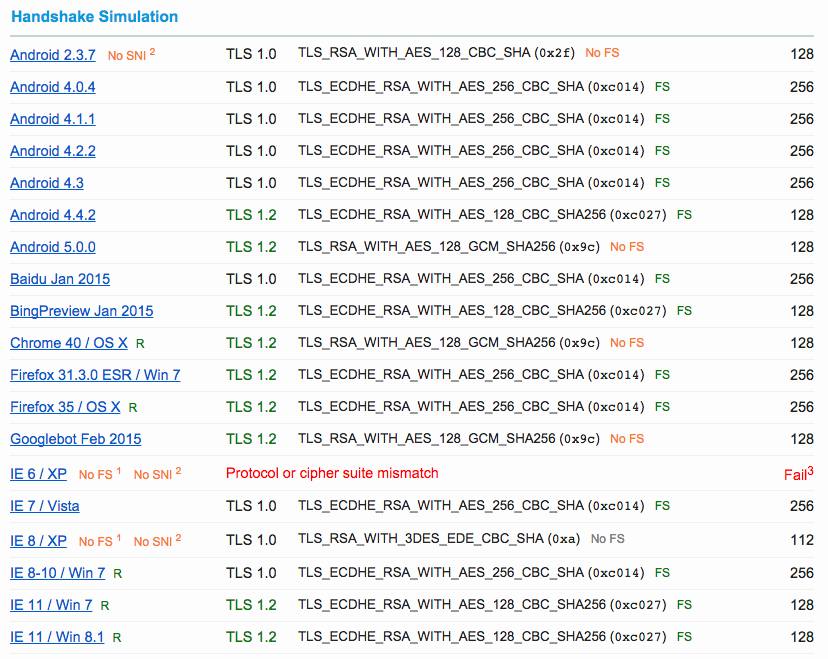 Handshake Simulation
Android 2.3.7 No SNI 2 TLS 1.0 TLS_RSA_WITH_AES_128_CBC_SHA (0x2f) No FS 128
Android 4.0.4 TLS 1.0 TLS_ECDHE_RSA_WITH_AES_256_CBC_SHA (0xc014) FS 256
Android 4.1.1 TLS 1.0 TLS_ECDHE_RSA_WITH_AES_256_CBC_SHA (0xc014) FS 256
Android 4.2.2 TLS 1.0 TLS_ECDHE_RSA_WITH_AES_256_CBC_SHA (0xc014) FS 256
Android 4.3 TLS 1.0 TLS_ECDHE_RSA_WITH_AES_256_CBC_SHA (0xc014) FS 256
Android 4.4.2 TLS 1.2 TLS_ECDHE_RSA_WITH_AES_128_CBC_SHA256 (0xc027) FS 128
Android 5.0.0 TLS 1.2 TLS_RSA_WITH_AES_128_GCM_SHA256 (0x9c) No FS 128
Baidu Jan 2015 TLS 1.0 TLS_ECDHE_RSA_WITH_AES_256_CBC_SHA (0xc014) FS 256
BingPreview Jan 2015 TLS 1.2 TLS_ECDHE_RSA_WITH_AES_128_CBC_SHA256 (0xc027) FS 128
Chrome 40 / OS X R TLS 1.2 TLS_RSA_WITH_AES_128_GCM_SHA256 (0x9c) No FS 128
Firefox 31.3.0 ESR / Win 7 TLS 1.2 TLS_ECDHE_RSA_WITH_AES_256_CBC_SHA (0xc014) FS 256
Firefox 35 / OS X R TLS 1.2 TLS_ECDHE_RSA_WITH_AES_256_CBC_SHA (0xc014) FS 256
Googlebot Feb 2015 TLS 1.2 TLS_RSA_WITH_AES_128_GCM_SHA256 (0x9c) No FS 128
IE 6 / XP No FS 1 No SNI 2 Protocol or cipher suite mismatch Fail3
IE 7 / Vista TLS 1.0 TLS_ECDHE_RSA_WITH_AES_256_CBC_SHA (0xc014) FS 256
IE 8 / XP No FS 1 No SNI 2 TLS 1.0 TLS_RSA_WITH_3DES_EDE_CBC_SHA (0xa) No FS 112
IE 8-10 / Win 7 R TLS 1.0 TLS_ECDHE_RSA_WITH_AES_256_CBC_SHA (0xc014) FS 256
IE 11 / Win 7 R TLS 1.2 TLS_ECDHE_RSA_WITH_AES_128_CBC_SHA256 (0xc027) FS 128
IE 11 / Win 8.1 R TLS 1.2 TLS_ECDHE_RSA_WITH_AES_128_CBC_SHA256 (0xc027) FS 128